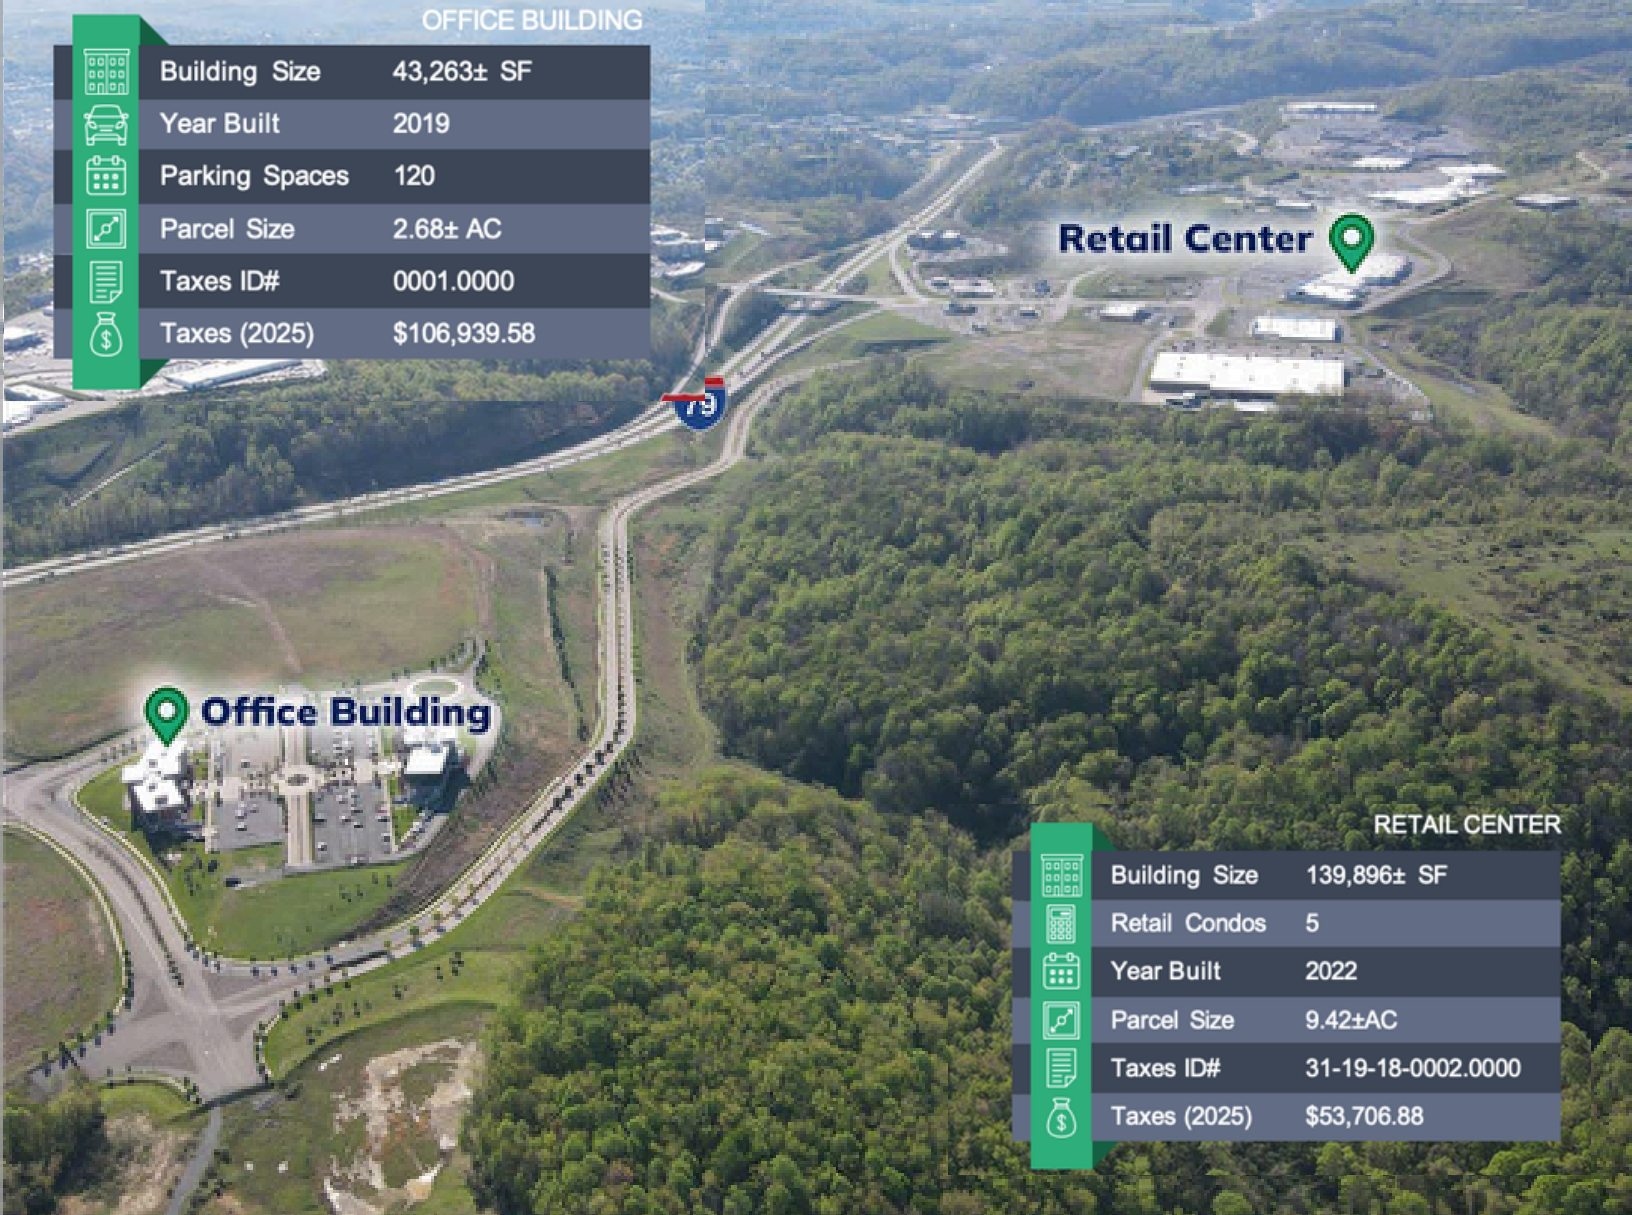 OFFICE BUILDING
Building Size 43,263± SF
Year Built 2019
Parking Spaces 120
Parcel Size 2.68± AC
Taxes ID# 0001.0000
Taxes (2025) $106,939.58
Retail Center
79
Office Building
RETAIL CENTER
Building Size 139,896± SF
Retail Condos 5
Year Built 2022
Parcel Size 9.42±AC
Taxes ID# 31-19-18-0002.0000
Taxes (2025) $53,706.88